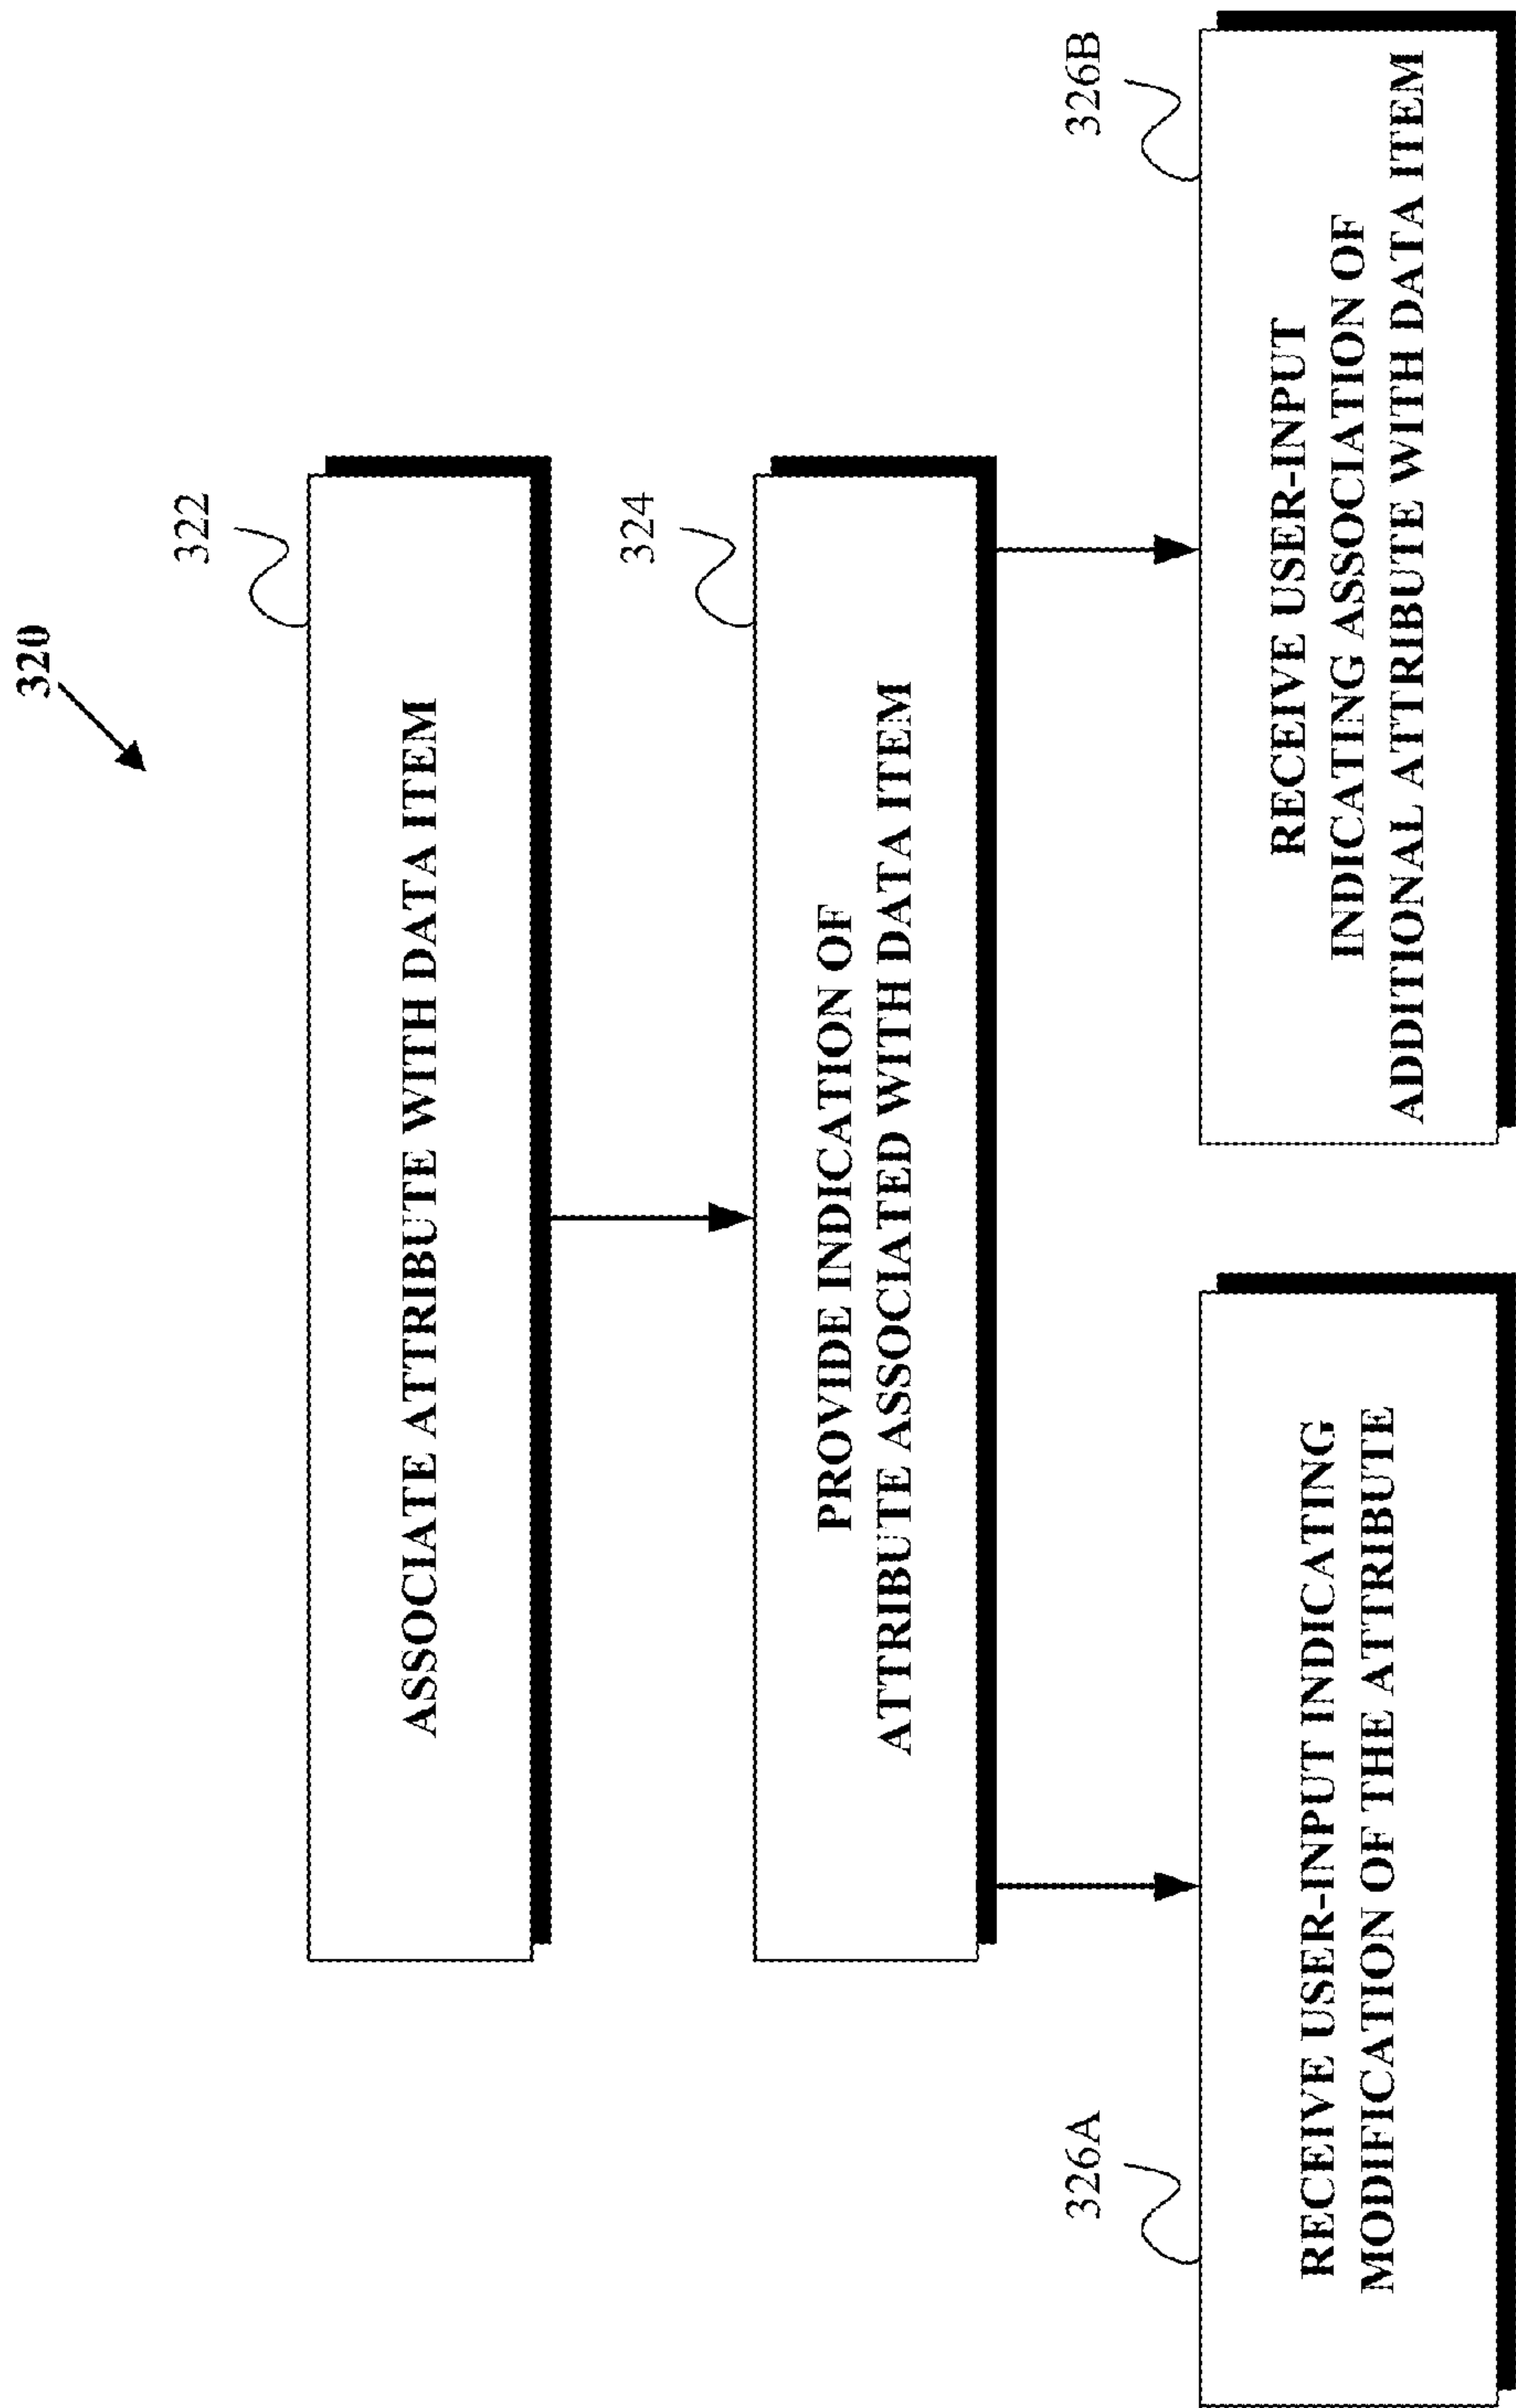 320
322
ASSOCIATE ATTRIBUTE WITH DATA ITEM
324
PROVIDE INDICATION OF
ATTRIBUTE ASSOCIATED WITH DATA ITEM
326A
RECEIVE USER-INPUT INDICATING
MODIFICATION OF THE ATTRIBUTE
326B
RECEIVE USER-INPUT
INDICATING ASSOCIATION OF
ADDITIONAL ATTRIBUTE WITH DATA ITEM